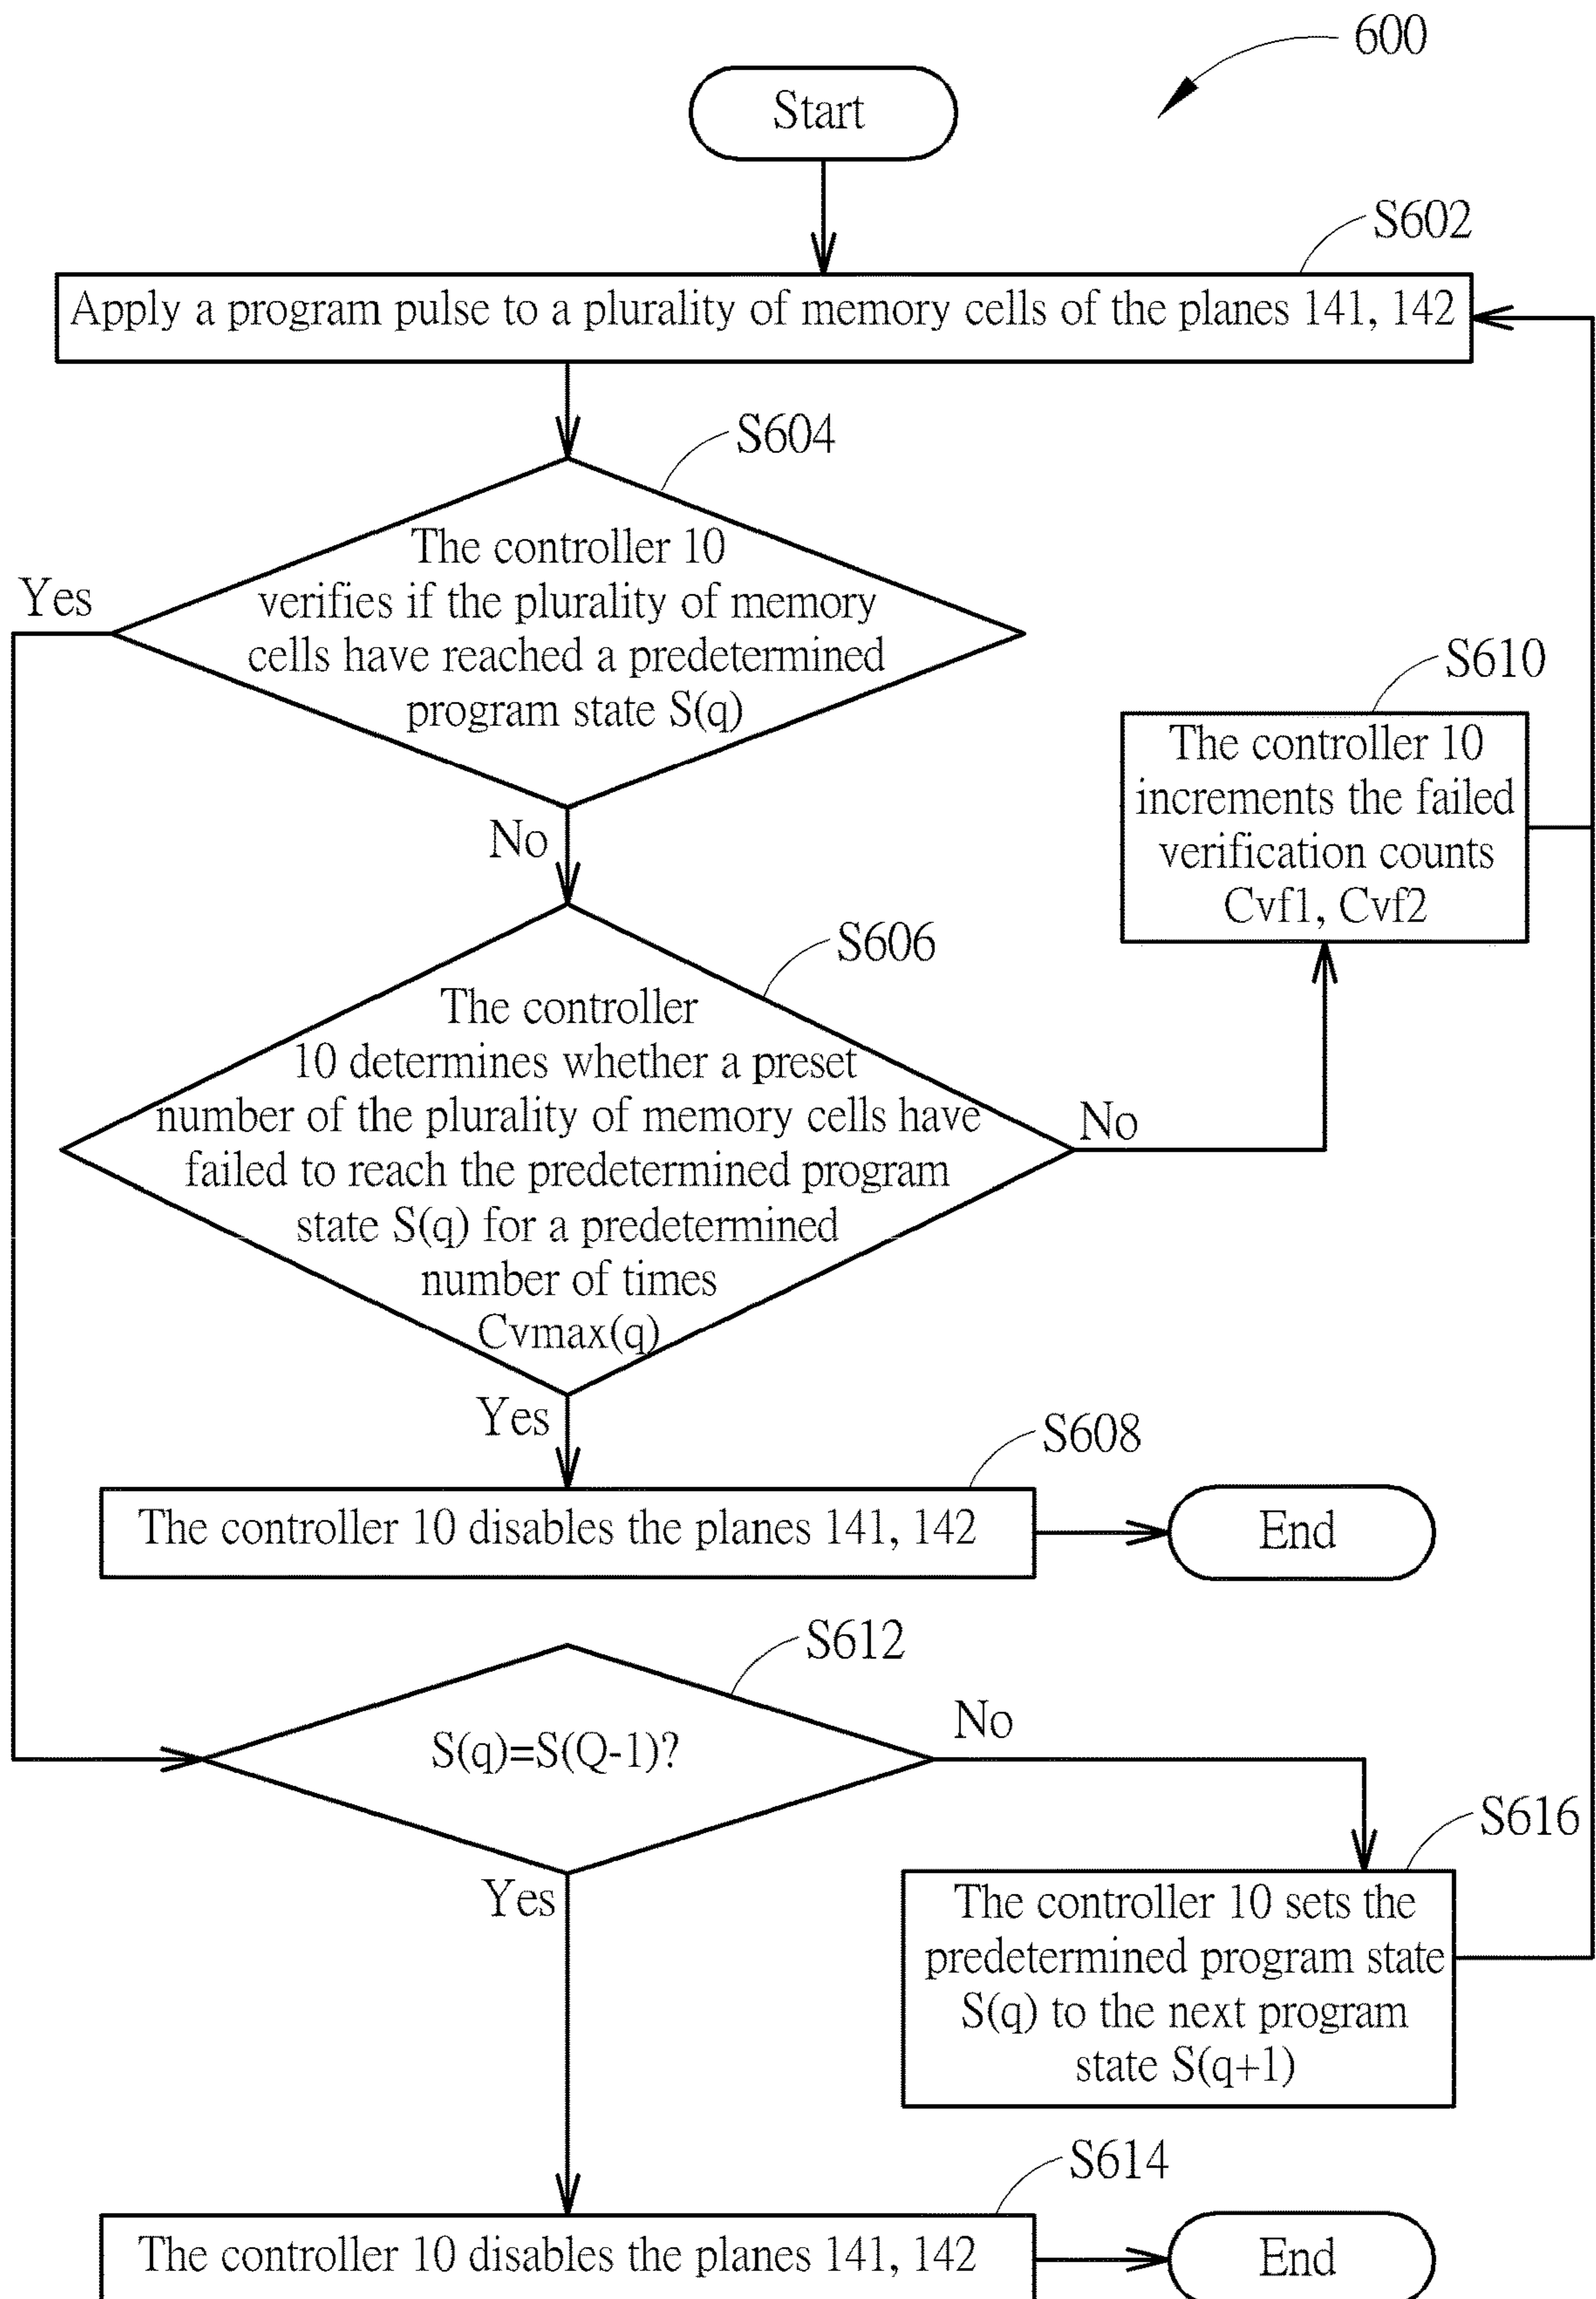 600
Start
S602
Apply a program pulse to a plurality of memory cells of the planes 141, 142
S604
The controller 10
verifies if the plurality of memory
cells have reached a predetermined
program state S(q)
Yes
No
S610
The controller 10
increments the failed
verification counts
Cvf1, Cvf2
S606
The controller
10 determines whether a preset
number of the plurality of memory cells have
failed to reach the predetermined program
state S(q) for a predetermined
number of times
Cvmax(q)
No
Yes
S608
The controller 10 disables the planes 141, 142
End
S612
S(q)=S(Q-1)?
No
Yes
S616
The controller 10 sets the
predetermined program state
S(q) to the next program
state S(q+1)
S614
The controller 10 disables the planes 141, 142
End